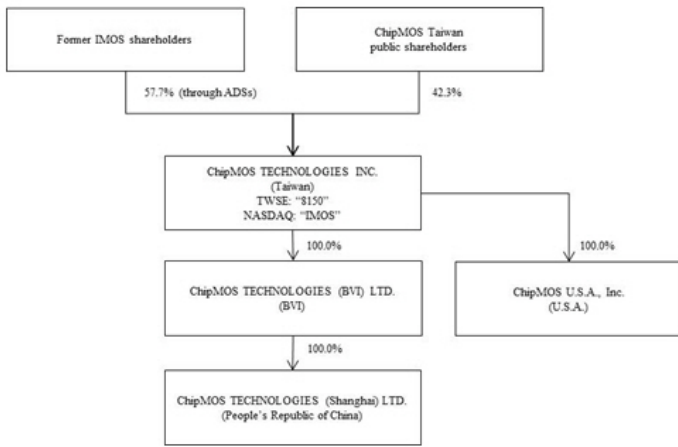 Former IMOS shareholders
ChipMOS Taiwan
public shareholders
57.7% (through ADSs)
42.3%
ChipMOS TECHNOLOGIES INC.
(Taiwan)
TWSE: “8150”
NASDAQ: “IMOS”
100.0%
100.0%
ChipMOS TECHNOLOGIES (BVI) LTD.
(BVI)
ChipMOS U.S.A., Inc.
(U.S.A.)
100.0%
ChipMOS TECHNOLOGIES (Shanghai) LTD.
(People’s Republic of China)